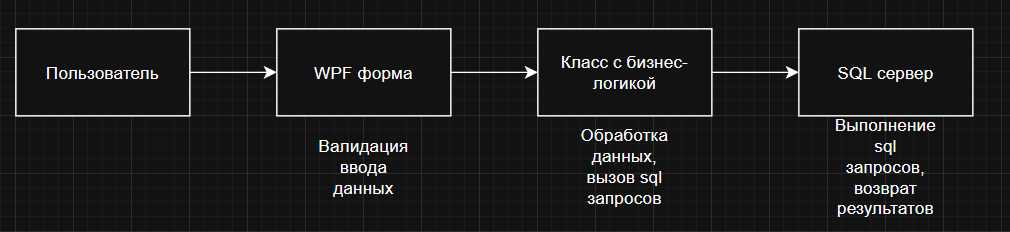 Пользователь
WPF форма
Класс с бизнес-
логикой
SQL сервер
Валидация
ввода
данных
Обработка
данных,
вызов sql
запросов
Выполнение
sql
запросов,
возврат
результатов